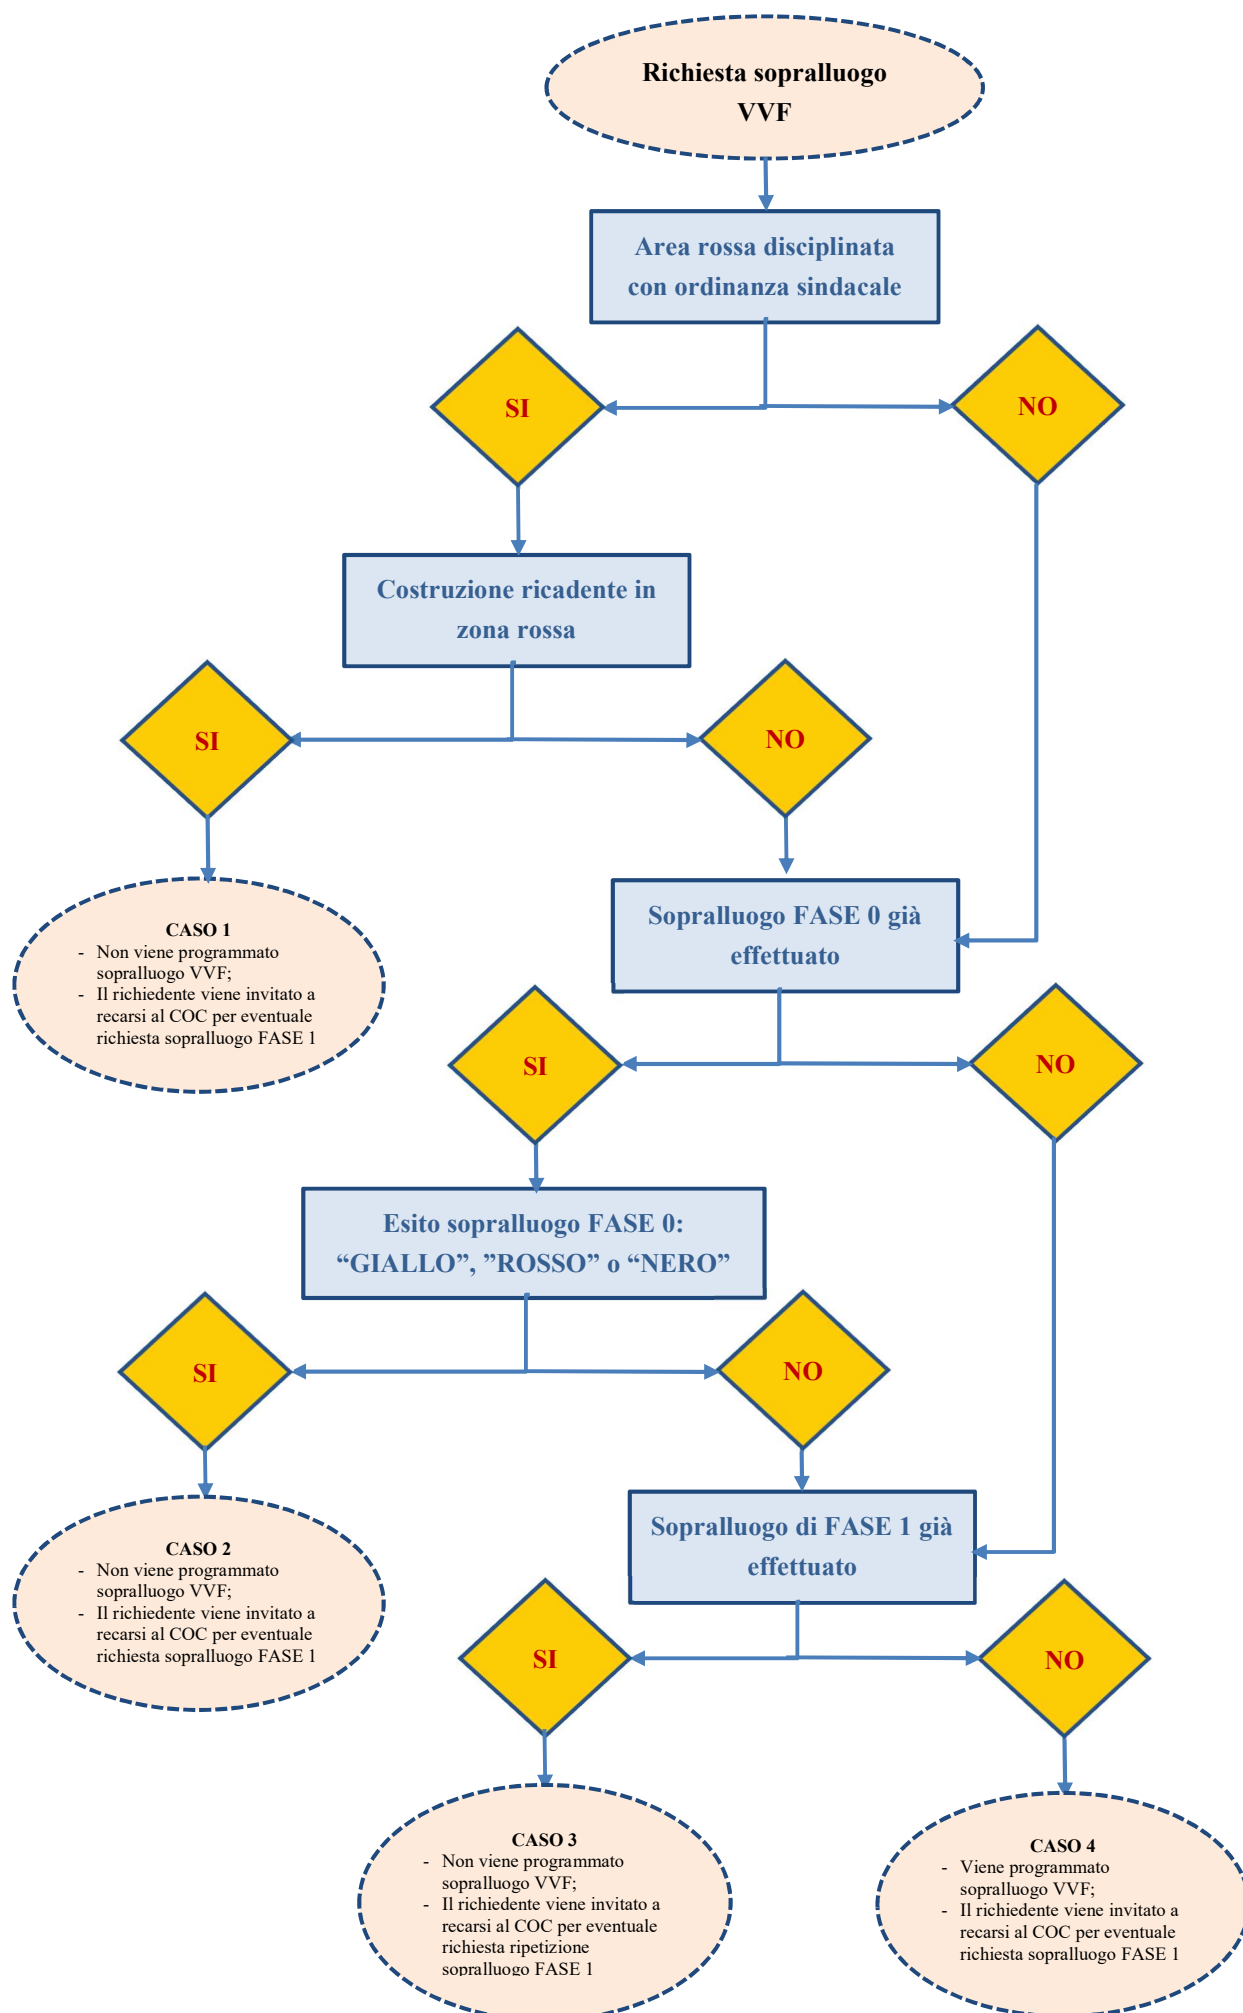 Richiesta sopralluogo
VVF
Area rossa disciplinata
con ordinanza sindacale
SI
NO
Costruzione ricadente in
zona rossa
SI
NO
CASO 1
- Non viene programmato
sopralluogo VVF;
- Il richiedente viene invitato a
recarsi al COC per eventuale
richiesta sopralluogo FASE 1
Sopralluogo FASE 0 già
effettuato
SI
NO
Esito sopralluogo FASE 0:
“GIALLO”, ”ROSSO” o “NERO”
SI
NO
CASO 2
- Non viene programmato
sopralluogo VVF;
- Il richiedente viene invitato a
recarsi al COC per eventuale
richiesta sopralluogo FASE 1
Sopralluogo di FASE 1 già
effettuato
SI
NO
CASO 3
- Non viene programmato
sopralluogo VVF;
- Il richiedente viene invitato a
recarsi al COC per eventuale
richiesta ripetizione
sopralluogo FASE 1
CASO 4
- Viene programmato
sopralluogo VVF;
- Il richiedente viene invitato a
recarsi al COC per eventuale
richiesta sopralluogo FASE 1